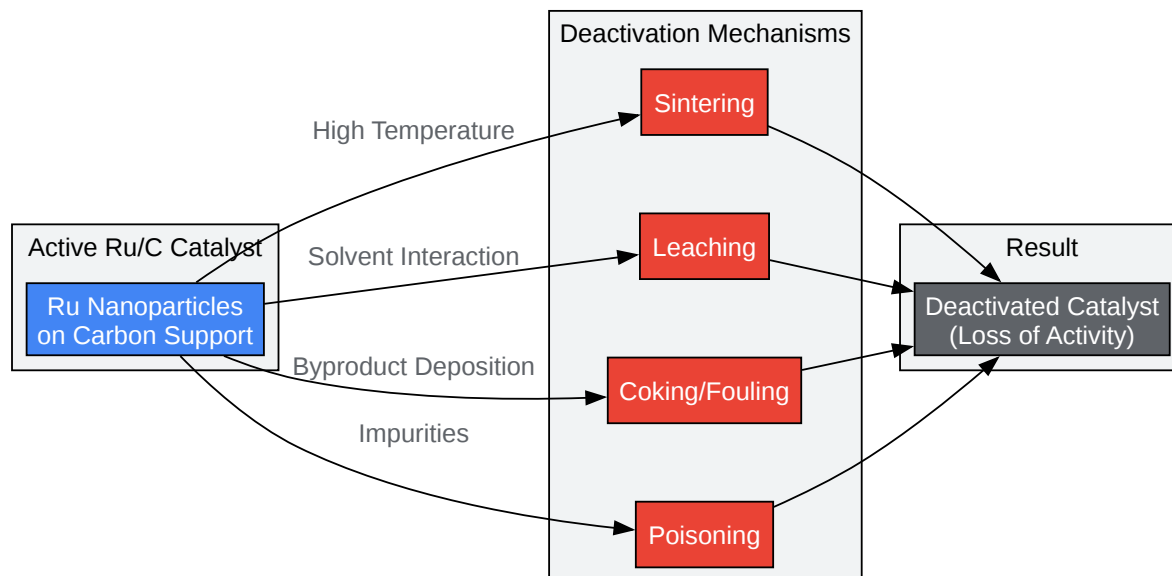 Deactivation Mechanisms
Sintering
High Temperature
Active Ru/C Catalyst
Solvent Interaction
Leaching
Result
Ru Nanoparticles
on Carbon Support
Deactivated Catalyst
(Loss of Activity)
Byproduct Deposition
Coking/Fouling
Impurities
Poisoning